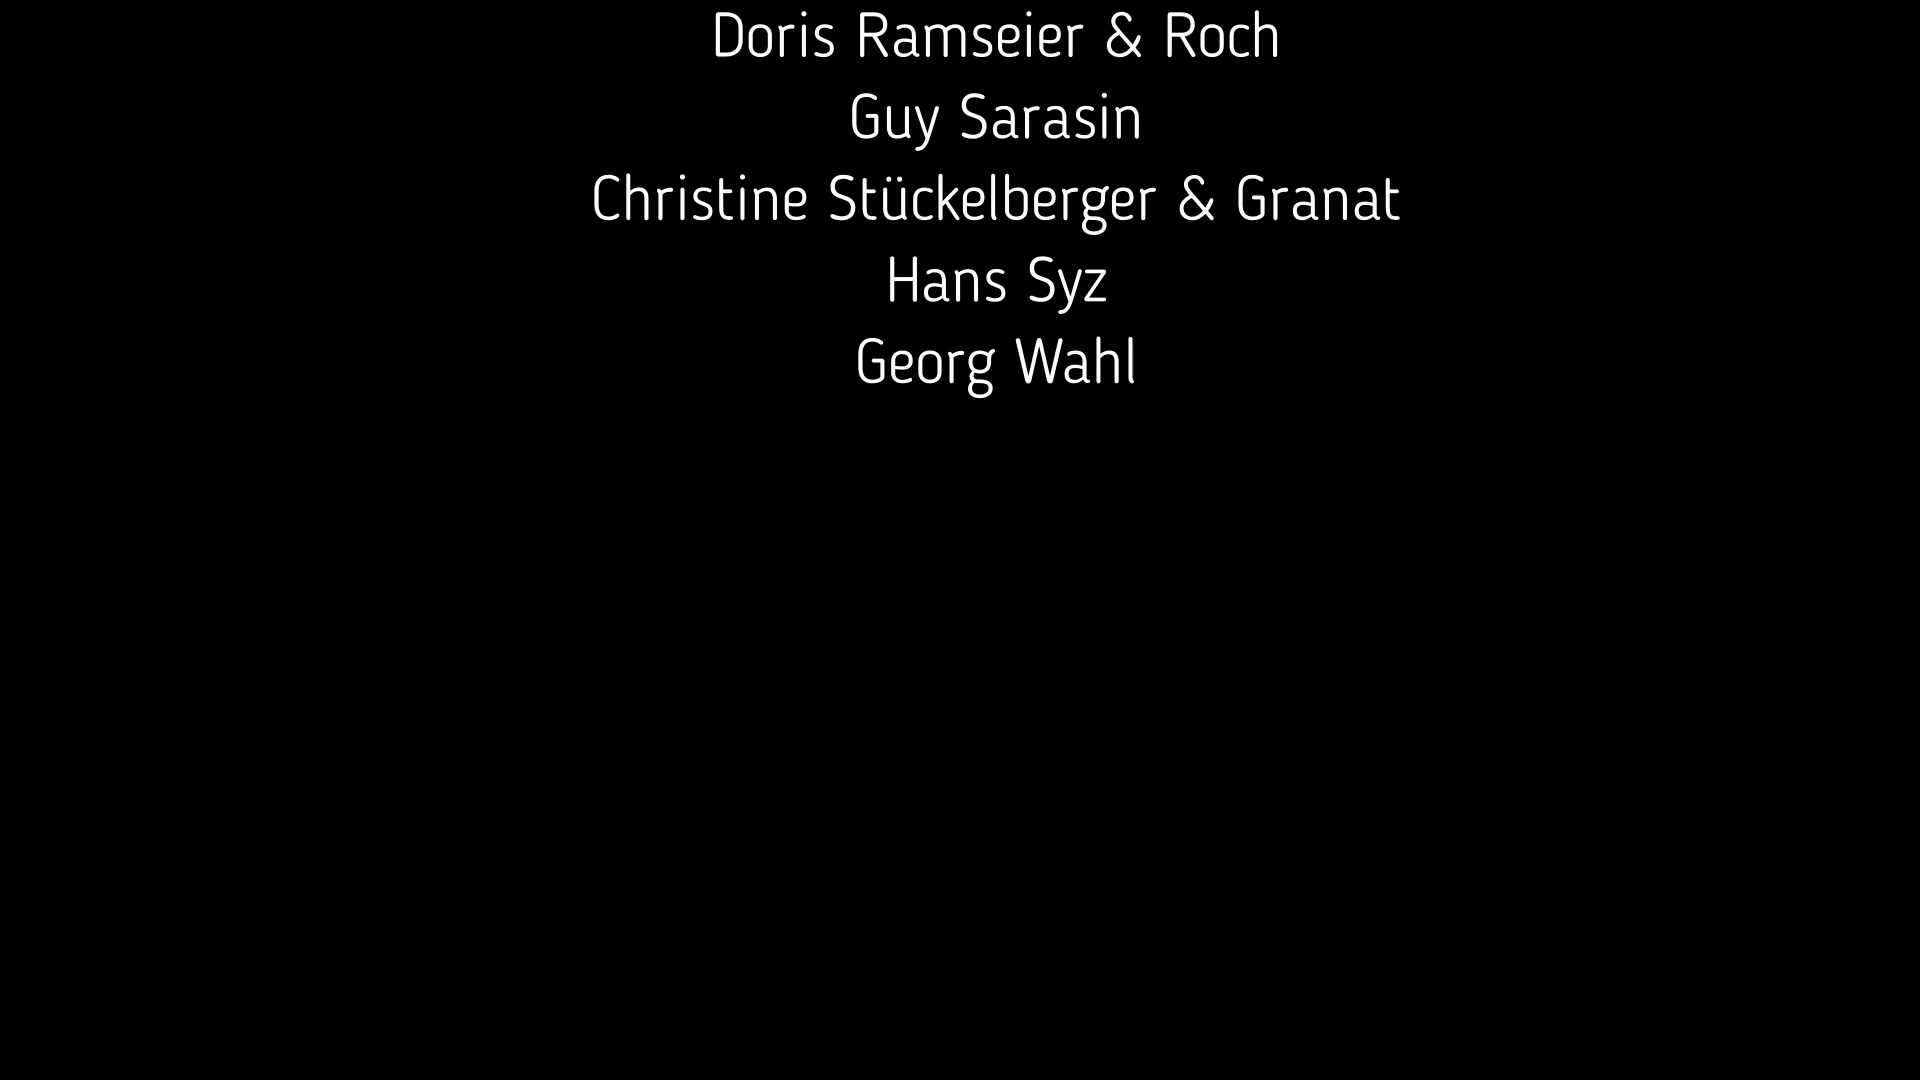 Doris Ramseier & Roch
Guy Sarasin
Christine Stückelberger & Granat
Hans Syz
Georg Wahl